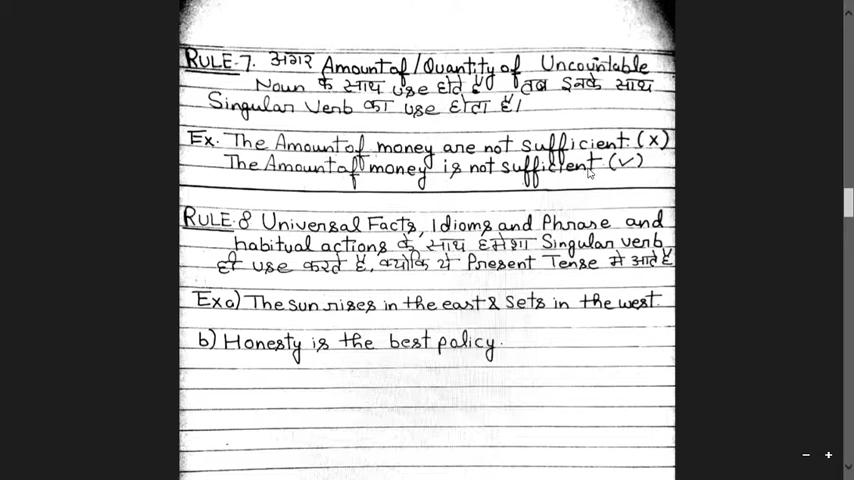 RULE-7. अगर Amount of / Quantity of Uncountable
Noun के साथ use होते हैं तब इनके साथ
Singular Verb का use होता है।
Ex. The Amount of money are not sufficient. (X)
The Amount of money is not sufficient (✓)
RULE-8 Universal Facts, Idioms and Phrase and
habitual actions के साथ हमेशा Singular verb
ही use करते हैं, क्योंकि ये Present Tense मे आते हैं
Ex a) The sun rises in the east & Sets in the west.
b) Honesty is the best policy.